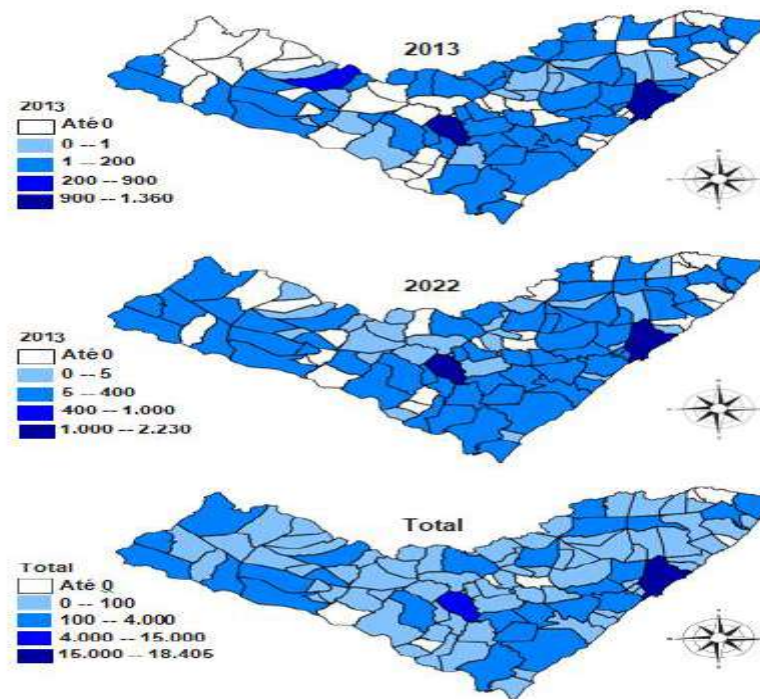 2013
2013
Até 0
0 -- 1
1 -- 200
200 -- 900
900 -- 1.360
2022
2013
Até 0
0 -- 5
5 -- 400
400 -- 1.000
1.000 -- 2.230
Total
Total
Até 0
0 -- 100
100 -- 4.000
4.000 -- 15.000
15.000 -- 18.405